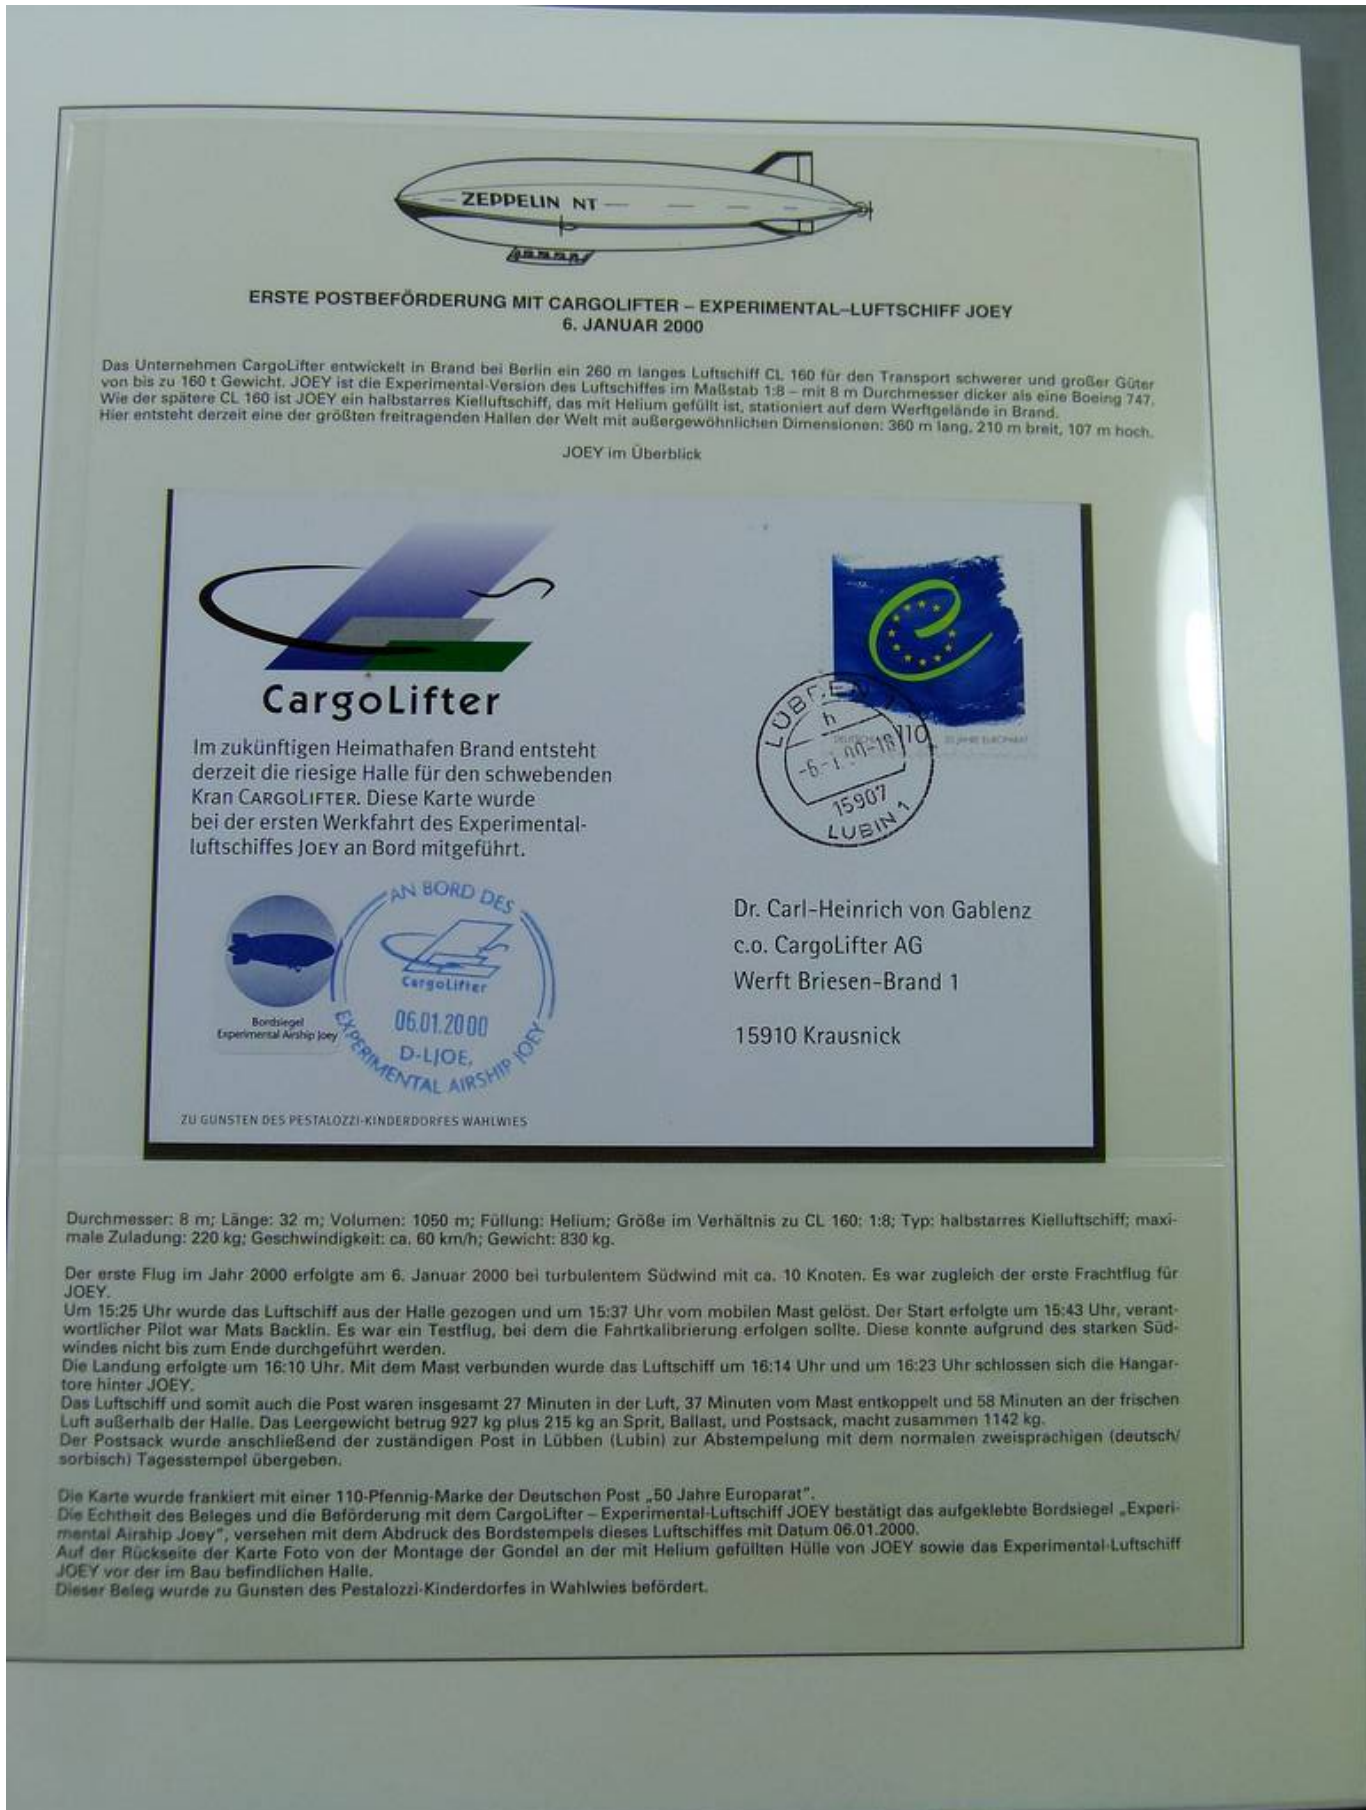 ZEPPELIN NT
ERSTE POSTBEFÖRDERUNG MIT CARGOLIFTER – EXPERIMENTAL–LUFTSCHIFF JOEY
6. JANUAR 2000
Das Unternehmen CargoLifter entwickelt in Brand bei Berlin ein 260 m langes Luftschiff CL 160 für den Transport schwerer und großer Güter
von bis zu 160 t Gewicht. JOEY ist die Experimental-Version des Luftschiffes im Maßstab 1:8 – mit 8 m Durchmesser dicker als eine Boeing 747.
Wie der spätere CL 160 ist JOEY ein halbstarres Kielluftschiff, das mit Helium gefüllt ist, stationiert auf dem Werftgelände in Brand.
Hier entsteht derzeit eine der größten freitragenden Hallen der Welt mit außergewöhnlichen Dimensionen: 360 m lang, 210 m breit, 107 m hoch.
JOEY im Überblick
CargoLifter
Im zukünftigen Heimathafen Brand entsteht
derzeit die riesige Halle für den schwebenden
Kran CARGOLIFTER. Diese Karte wurde
bei der ersten Werkfahrt des Experimental-
luftschiffes JOEY an Bord mitgeführt.
110
50 JAHRE EUROPARAT
LÜBBEN 1
h
15907
LUBIN 1
AN BORD DES
CargoLifter
06.01.2000
D-LJOE,
EXPERIMENTAL AIRSHIP JOEY
Bordsiegel
Experimental Airship Joey
Dr. Carl-Heinrich von Gablenz
c.o. CargoLifter AG
Werft Briesen-Brand 1
15910 Krausnick
ZU GUNSTEN DES PESTALOZZI-KINDERDORFES WAHLWIES
Durchmesser: 8 m; Länge: 32 m; Volumen: 1050 m; Füllung: Helium; Größe im Verhältnis zu CL 160: 1:8; Typ: halbstarres Kielluftschiff; maxi-
male Zuladung: 220 kg; Geschwindigkeit: ca. 60 km/h; Gewicht: 830 kg.
Der erste Flug im Jahr 2000 erfolgte am 6. Januar 2000 bei turbulentem Südwind mit ca. 10 Knoten. Es war zugleich der erste Frachtflug für
JOEY.
Um 15:25 Uhr wurde das Luftschiff aus der Halle gezogen und um 15:37 Uhr vom mobilen Mast gelöst. Der Start erfolgte um 15:43 Uhr, verant-
wortlicher Pilot war Mats Backlin. Es war ein Testflug, bei dem die Fahrtkalibrierung erfolgen sollte. Diese konnte aufgrund des starken Süd-
windes nicht bis zum Ende durchgeführt werden.
Die Landung erfolgte um 16:10 Uhr. Mit dem Mast verbunden wurde das Luftschiff um 16:14 Uhr und um 16:23 Uhr schlossen sich die Hangar-
tore hinter JOEY.
Das Luftschiff und somit auch die Post waren insgesamt 27 Minuten in der Luft, 37 Minuten vom Mast entkoppelt und 58 Minuten an der frischen
Luft außerhalb der Halle. Das Leergewicht betrug 927 kg plus 215 kg an Sprit, Ballast, und Postsack, macht zusammen 1142 kg.
Der Postsack wurde anschließend der zuständigen Post in Lübben (Lubin) zur Abstempelung mit dem normalen zweisprachigen (deutsch/
sorbisch) Tagesstempel übergeben.
Die Karte wurde frankiert mit einer 110-Pfennig-Marke der Deutschen Post „50 Jahre Europarat".
Die Echtheit des Beleges und die Beförderung mit dem CargoLifter – Experimental-Luftschiff JOEY bestätigt das aufgeklebte Bordsiegel „Experi-
mental Airship Joey", versehen mit dem Abdruck des Bordstempels dieses Luftschiffes mit Datum 06.01.2000.
Auf der Rückseite der Karte Foto von der Montage der Gondel an der mit Helium gefüllten Hülle von JOEY sowie das Experimental-Luftschiff
JOEY vor der im Bau befindlichen Halle.
Dieser Beleg wurde zu Gunsten des Pestalozzi-Kinderdorfes in Wahlwies befördert.